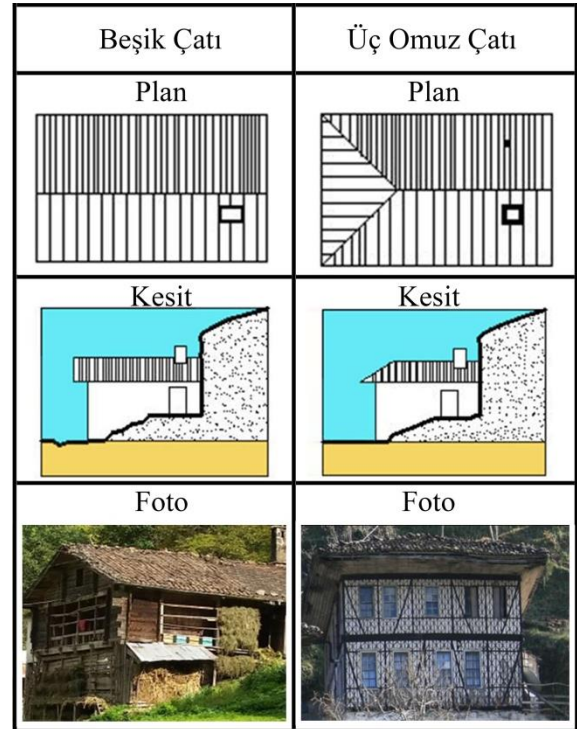 Beşik Çatı
Üç Omuz Çatı
Plan
Plan
Kesit
Kesit
Foto
Foto